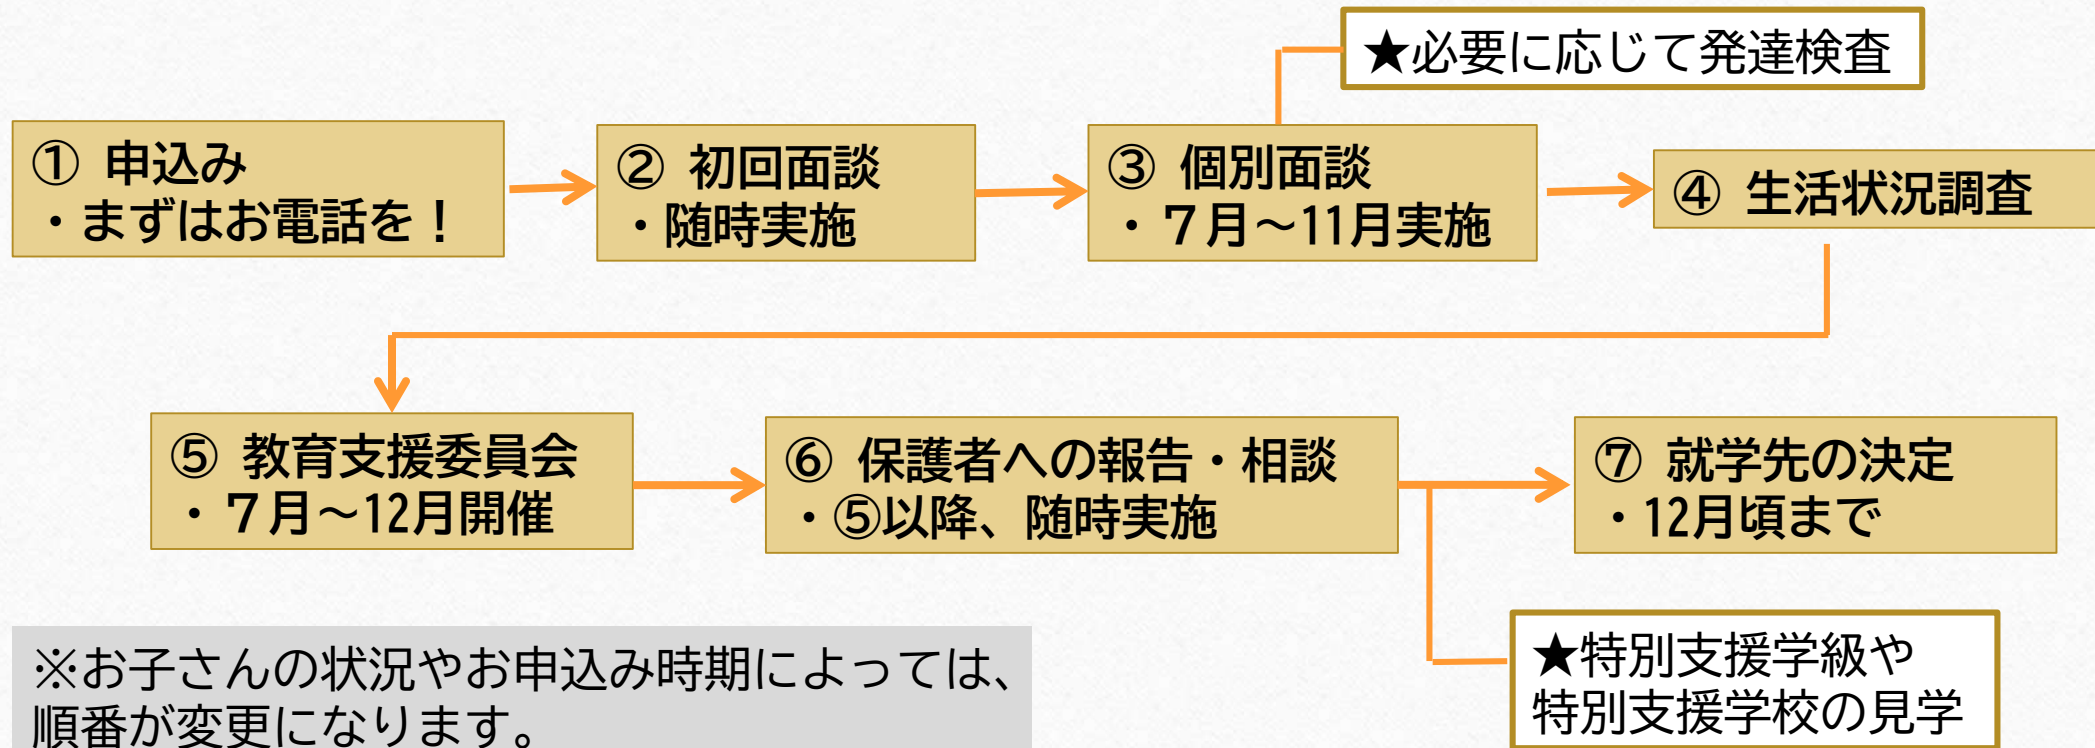 ★必要に応じて発達検査
① 申込み
・まずはお電話を！
② 初回面談
・随時実施
③ 個別面談
・７月～11月実施
④ 生活状況調査
⑤ 教育支援委員会
・７月～12月開催
⑥ 保護者への報告・相談
・⑤以降、随時実施
⑦ 就学先の決定
・12月頃まで
★特別支援学級や
特別支援学校の見学
※お子さんの状況やお申込み時期によっては、
順番が変更になります。